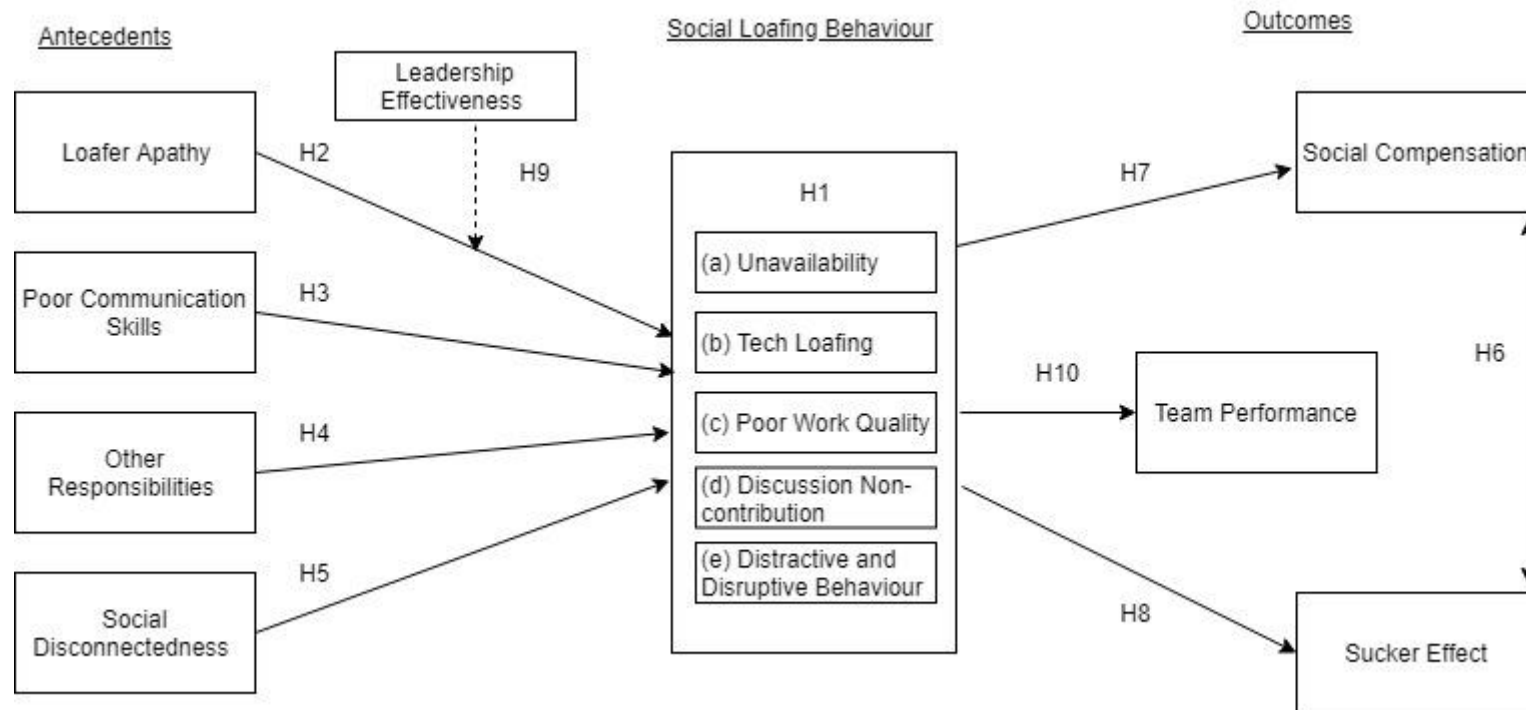 Antecedents
Social Loafing Behaviour
Outcomes
Leadership
Effectiveness
Loafer Apathy
H2
H9
H1
H7
Social Compensation
(a) Unavailability
Poor Communication
Skills
H3
(b) Tech Loafing
H6
H10
(c) Poor Work Quality
Team Performance
Other
Responsibilities
H4
(d) Discussion Non-
contribution
H5
(e) Distractive and
Disruptive Behaviour
H8
Social
Disconnectedness
Sucker Effect